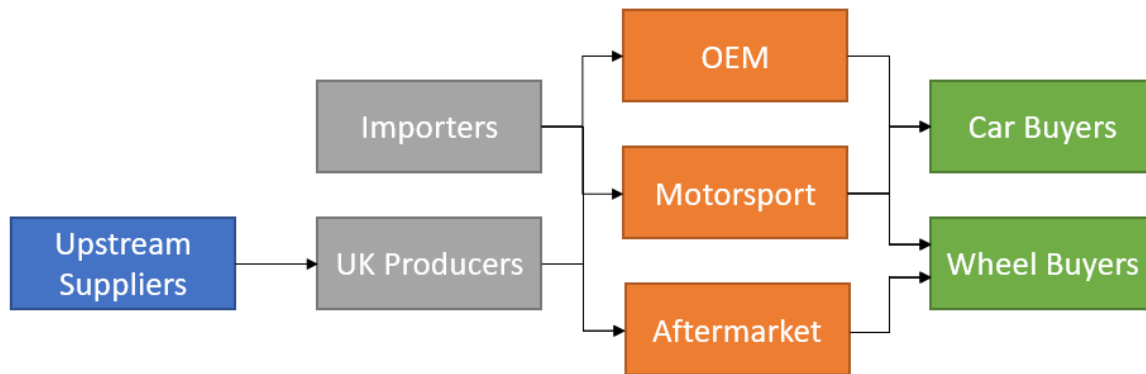 OEM
Importers
Car Buyers
Motorsport
Upstream
Suppliers
UK Producers
Wheel Buyers
Aftermarket